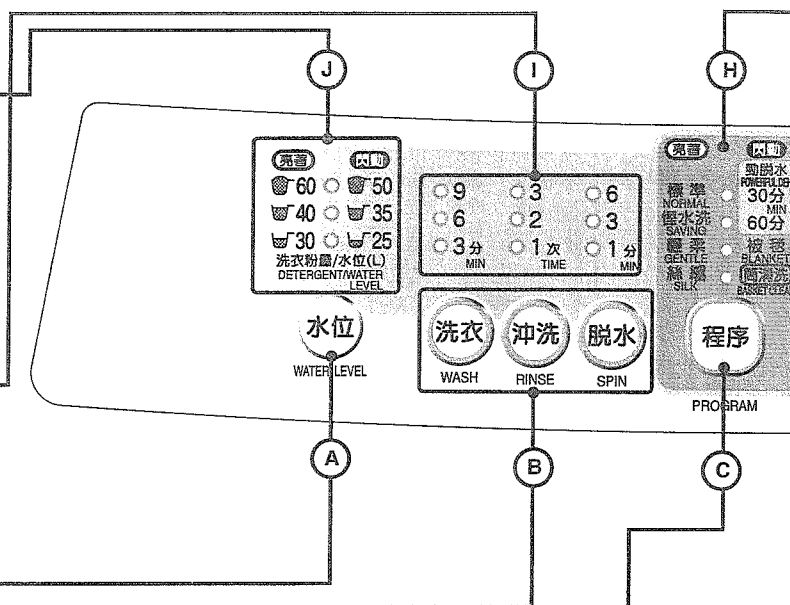 J
I
H
亮著
閃動
60
50
40
35
30
25
洗衣粉量/水位(L)
DETERGENT/WATER
LEVEL
9
3
6
6
2
3
3分
MIN
1次
TIME
1分
MIN
亮著
閃動
勁脫水
30分
MIN
60分
標準
NORMAL
慳水洗
SAVING
輕柔
GENTLE
絲綢
SILK
被毯
BLANKET
水位
WATER LEVEL
洗衣
WASH
沖洗
RINSE
脫水
SPIN
程序
PROGRAM
A
B
C